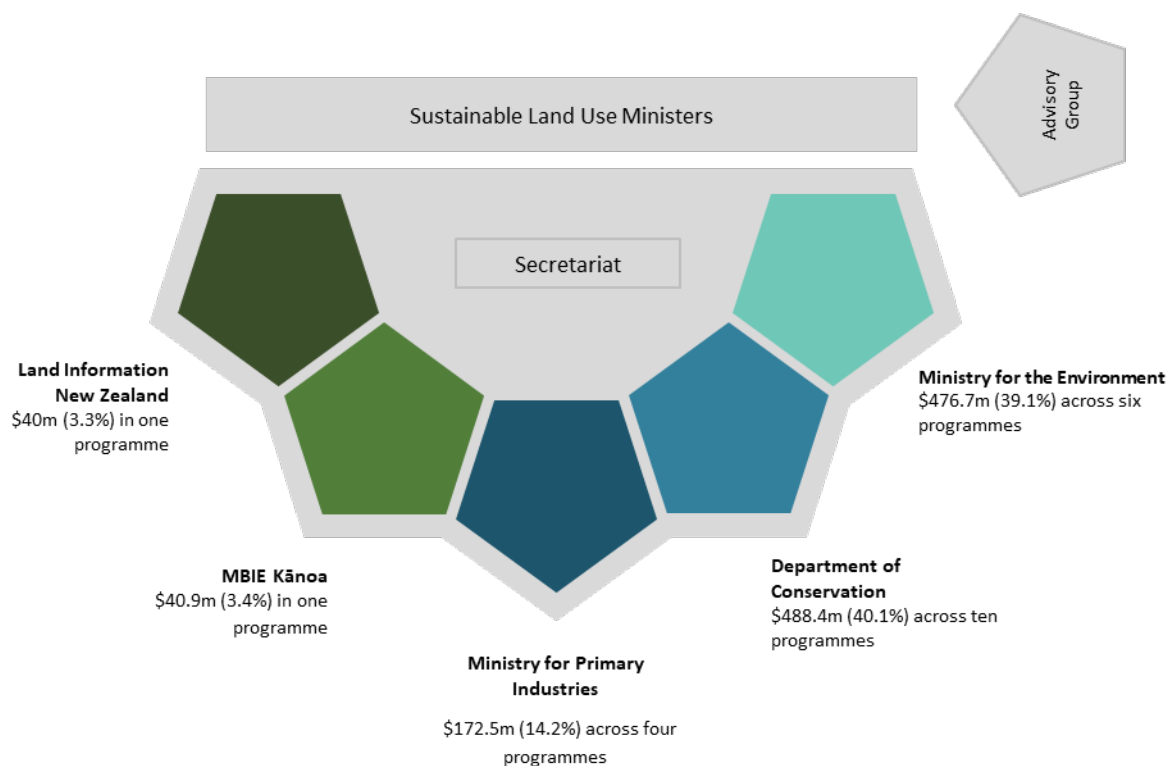 Sustainable Land Use Ministers
Advisory
Group
Secretariat
Land Information
New Zealand
$40m (3.3%) in one
programme
Ministry for the Environment
$476.7m (39.1%) across six
programmes
MBIE Kānoa
$40.9m (3.4%) in one
programme
Department of
Conservation
$488.4m (40.1%) across ten
programmes
Ministry for Primary
Industries
$172.5m (14.2%) across four
programmes